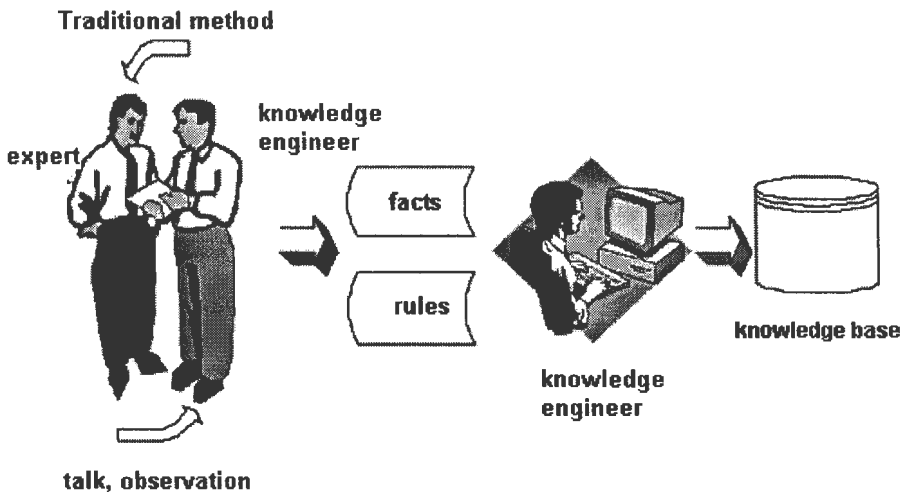 Traditional method
expert
knowledge
engineer
facts
rules
knowledge
engineer
knowledge base
talk, observation